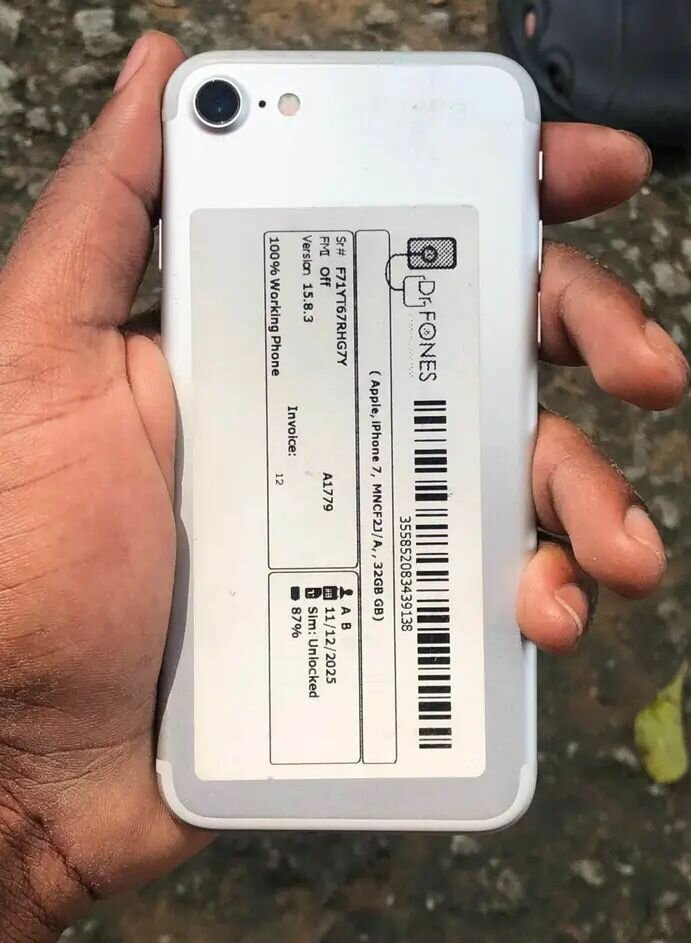 Dr.FONES
355852083439138
( Apple, iPhone 7, MNCF2J/A, , 32GB GB)
Sr# F71YT67RHG7Y
FMI Off A1779
Version 15.8.3
Invoice: 12
100% Working Phone
A B
11/12/2025
Sim: Unlocked
87%